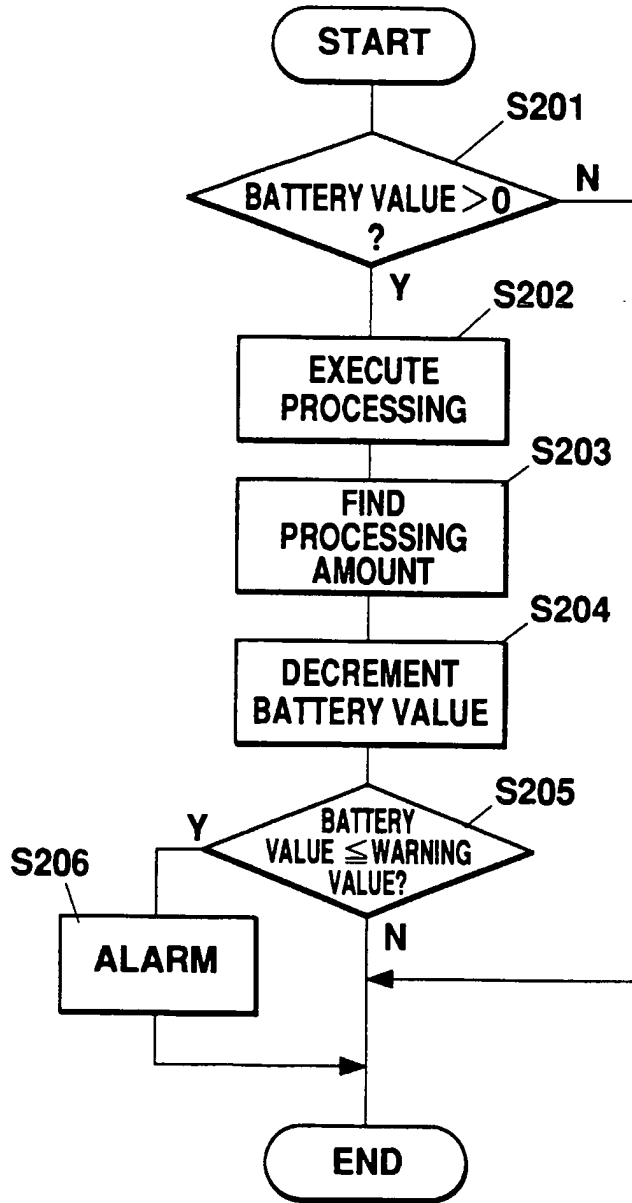 START
S201
BATTERY VALUE >0
?
N
Y
S202
EXECUTE
PROCESSING
S203
FIND
PROCESSING
AMOUNT
S204
DECREMENT
BATTERY VALUE
S205
BATTERY
VALUE ≦ WARNING
VALUE?
Y
N
S206
ALARM
END